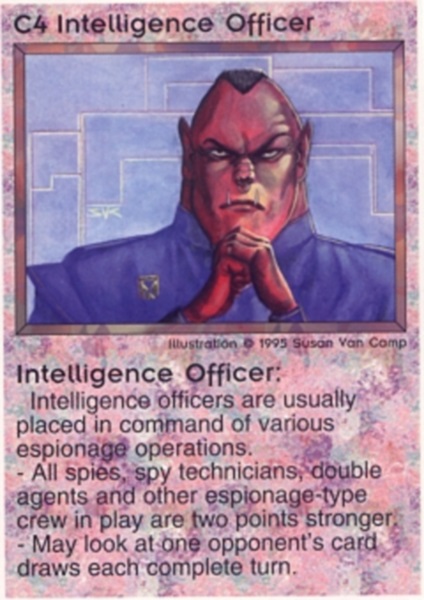 C4 Intelligence Officer
SVC
Illustration © 1995 Susan Van Camp
Intelligence Officer:
Intelligence officers are usually
placed in command of various
espionage operations.
- All spies, spy technicians, double
agents and other espionage-type
crew in play are two points stronger.
- May look at one opponent's card
draws each complete turn.